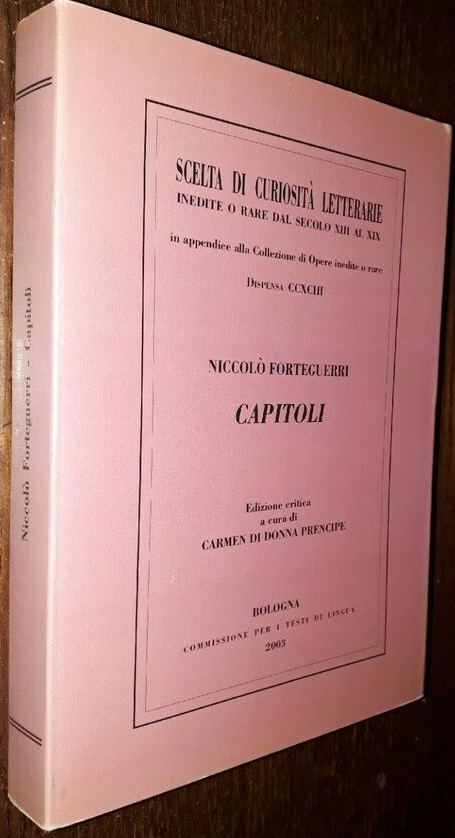 Niccolò Forteguerri - Capitoli
SCELTA DI CURIOSITÀ LETTERARIE
INEDITE O RARE DAL SECOLO XIII AL XIX
in appendice alla Collezione di Opere inedite o rare
DISPENSA CCXCIII
NICCOLÒ FORTEGUERRI
CAPITOLI
Edizione critica
a cura di
CARMEN DI DONNA PRENCIPE
BOLOGNA
COMMISSIONE PER I TESTI DI LINGUA
2003